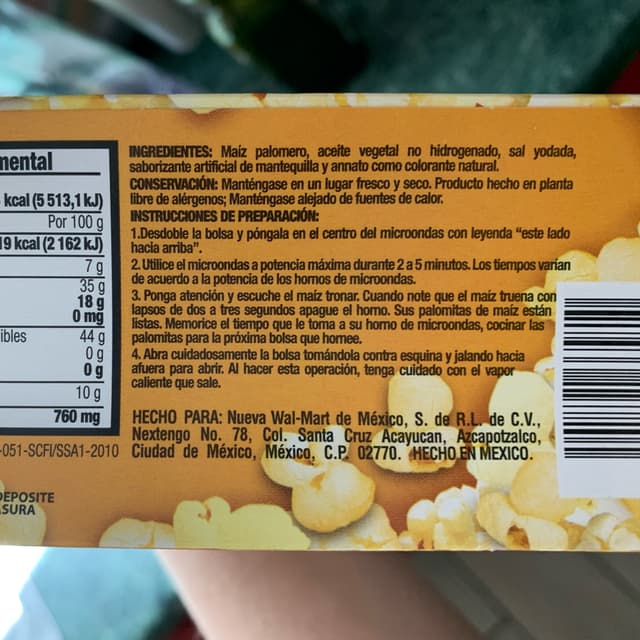 mental
kcal (5 513,1 kJ)
Por 100 g
19 kcal (2 162 kJ)
7 g
35 g
18 g
0 mg
ibles 44 g
0 g
0 g
10 g
760 mg
-051-SCFI/SSA1-2010
DEPOSITE
ASURA
INGREDIENTES: Maíz palomero, aceite vegetal no hidrogenado, sal yodada,
saborizante artificial de mantequilla y annato como colorante natural.
CONSERVACIÓN: Manténgase en un lugar fresco y seco. Producto hecho en planta
libre de alérgenos; Manténgase alejado de fuentes de calor.
INSTRUCCIONES DE PREPARACIÓN:
1.Desdoble la bolsa y póngala en el centro del microondas con leyenda “este lado
hacia arriba”.
2. Utilice el microondas a potencia máxima durante 2 a 5 minutos. Los tiempos varían
de acuerdo a la potencia de los hornos de microondas.
3. Ponga atención y escuche el maíz tronar. Cuando note que el maíz truena con
lapsos de dos a tres segundos apague el horno. Sus palomitas de maíz están
listas. Memorice el tiempo que le toma a su horno de microondas, cocinar las
palomitas para la próxima bolsa que hornee.
4. Abra cuidadosamente la bolsa tomándola contra esquina y jalando hacia
afuera para abrir. Al hacer esta operación, tenga cuidado con el vapor
caliente que sale.
HECHO PARA: Nueva Wal-Mart de México, S. de R.L. de C.V.,
Nextengo No. 78, Col. Santa Cruz Acayucan, Azcapotzalco,
Ciudad de México, México, C.P. 02770. HECHO EN MÉXICO.